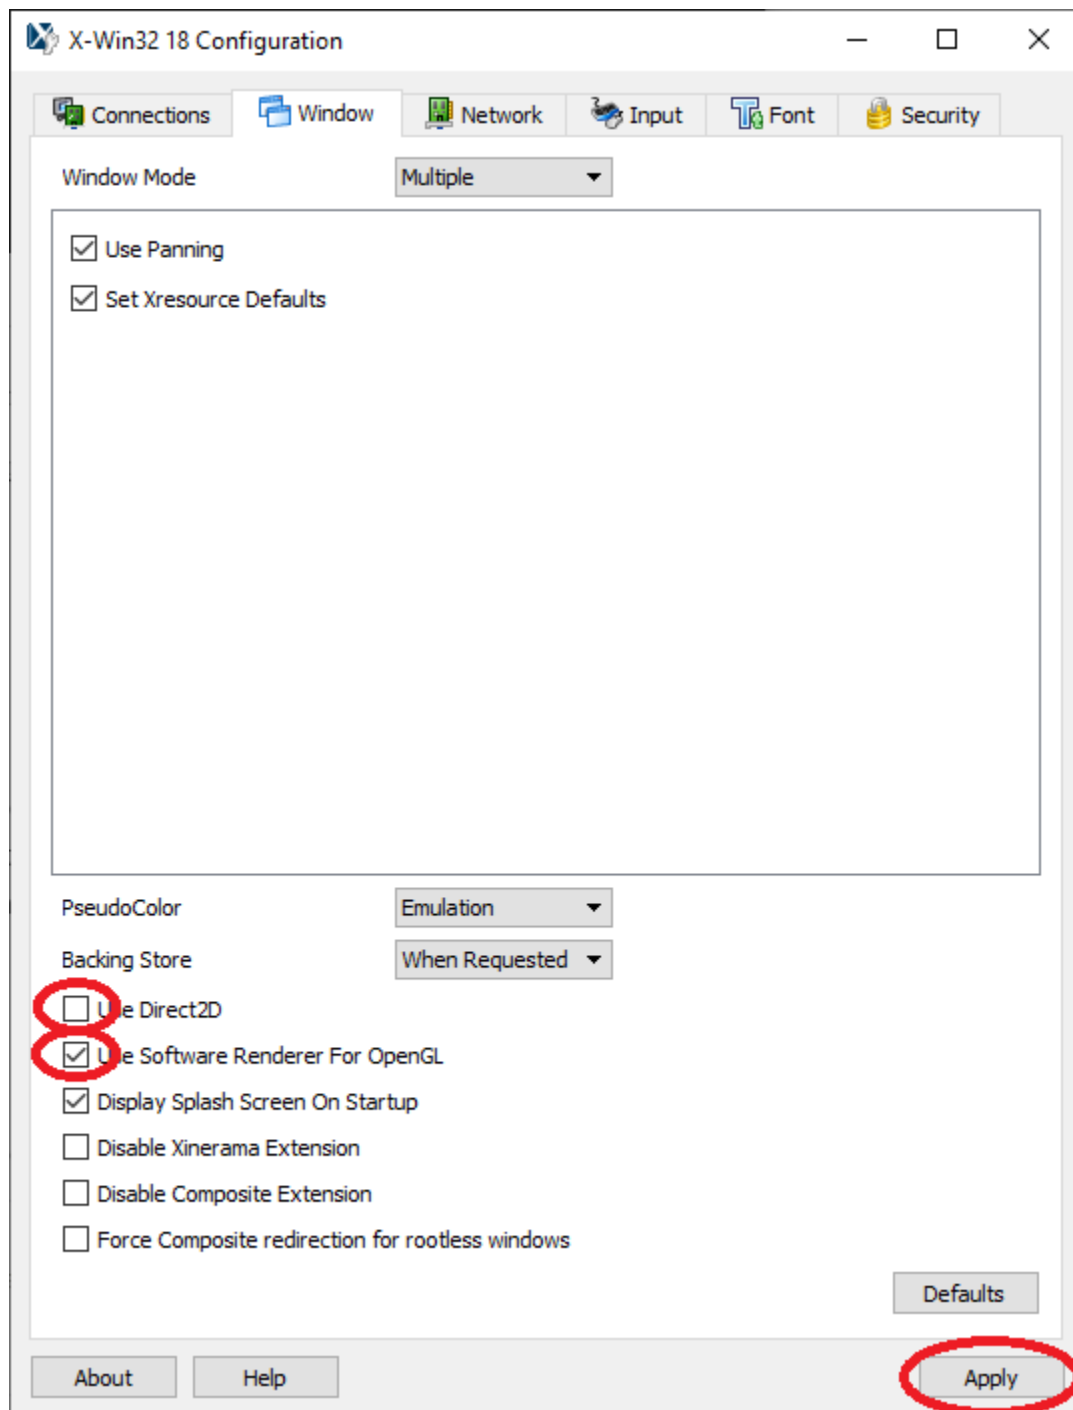 X-Win32 18 Configuration
Connections Window Network Input Font Security
Window Mode Multiple
Use Panning
Set Xresource Defaults
PseudoColor Emulation
Backing Store When Requested
Use Direct2D
Use Software Renderer For OpenGL
Display Splash Screen On Startup
Disable Xinerama Extension
Disable Composite Extension
Force Composite redirection for rootless windows
Defaults
About Help Apply